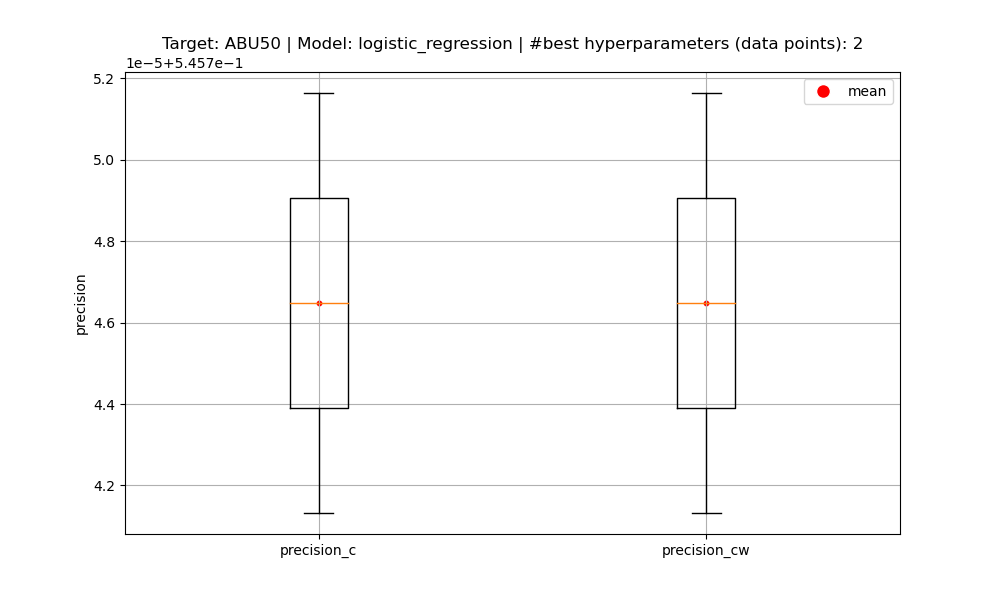 Target: ABU50 | Model: logistic_regression | #best hyperparameters (data points): 2
1e−5+5.457e−1
5.2
5.0
4.8
4.6
4.4
4.2
precision
mean
precision_c
precision_cw